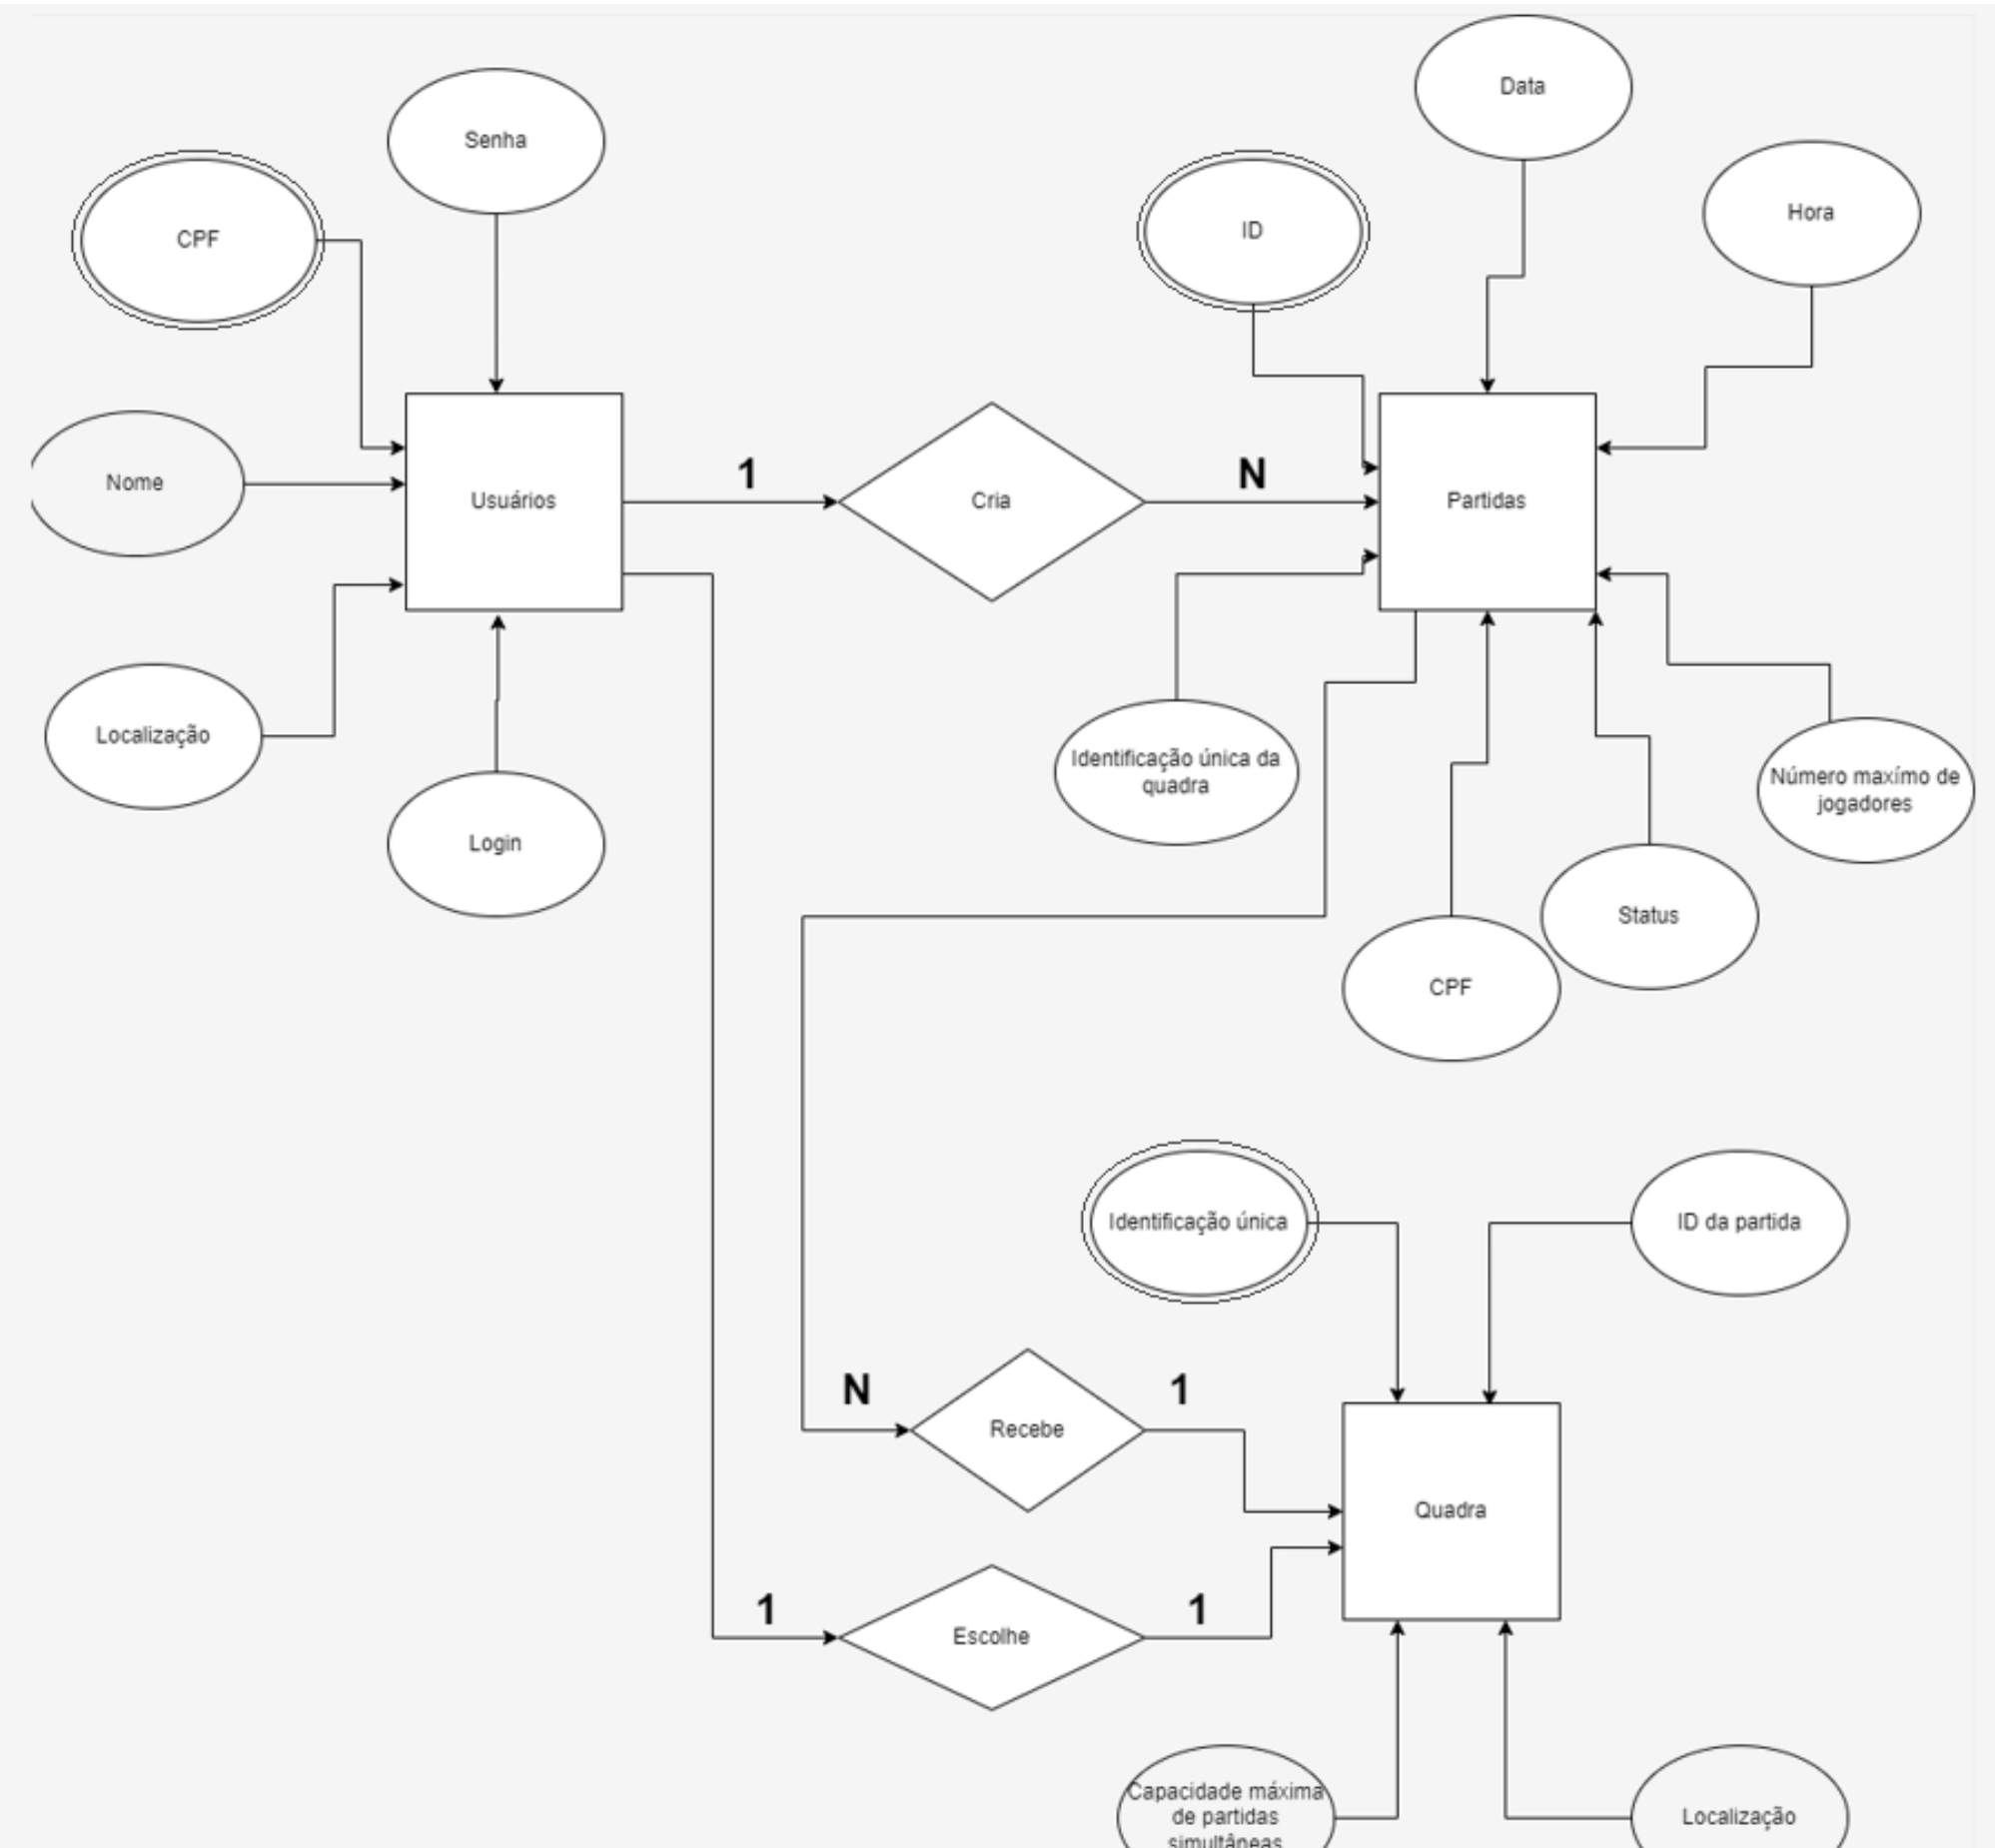 Data
Senha
Hora
ID
CPF
1
N
Nome
Usuários
Cria
Partidas
Localização
Identificação única da
quadra
Número maxímo de
jogadores
Login
Status
CPF
Identificação única
ID da partida
N
1
Recebe
Quadra
1
1
Escolhe
Capacidade máxima
de partidas
simultâneas
Localização